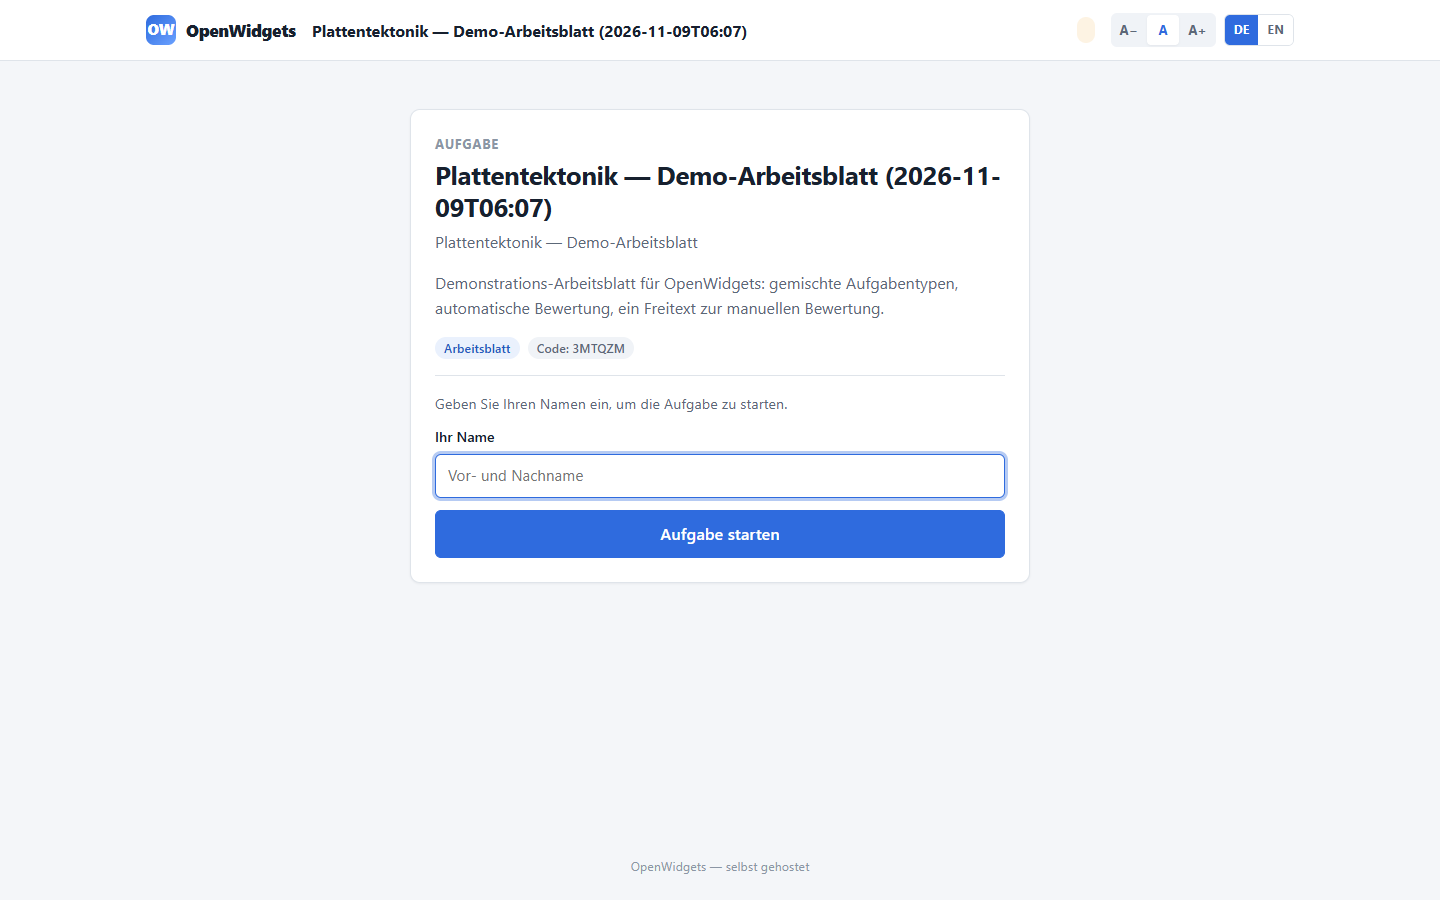 OW OpenWidgets Plattentektonik — Demo-Arbeitsblatt (2026-11-09T06:07) A− A A+ DE EN
AUFGABE
Plattentektonik — Demo-Arbeitsblatt (2026-11-
09T06:07)
Plattentektonik — Demo-Arbeitsblatt
Demonstrations-Arbeitsblatt für OpenWidgets: gemischte Aufgabentypen,
automatische Bewertung, ein Freitext zur manuellen Bewertung.
Arbeitsblatt Code: 3MTQZM
Geben Sie Ihren Namen ein, um die Aufgabe zu starten.
Ihr Name
Vor- und Nachname
Aufgabe starten
OpenWidgets — selbst gehostet